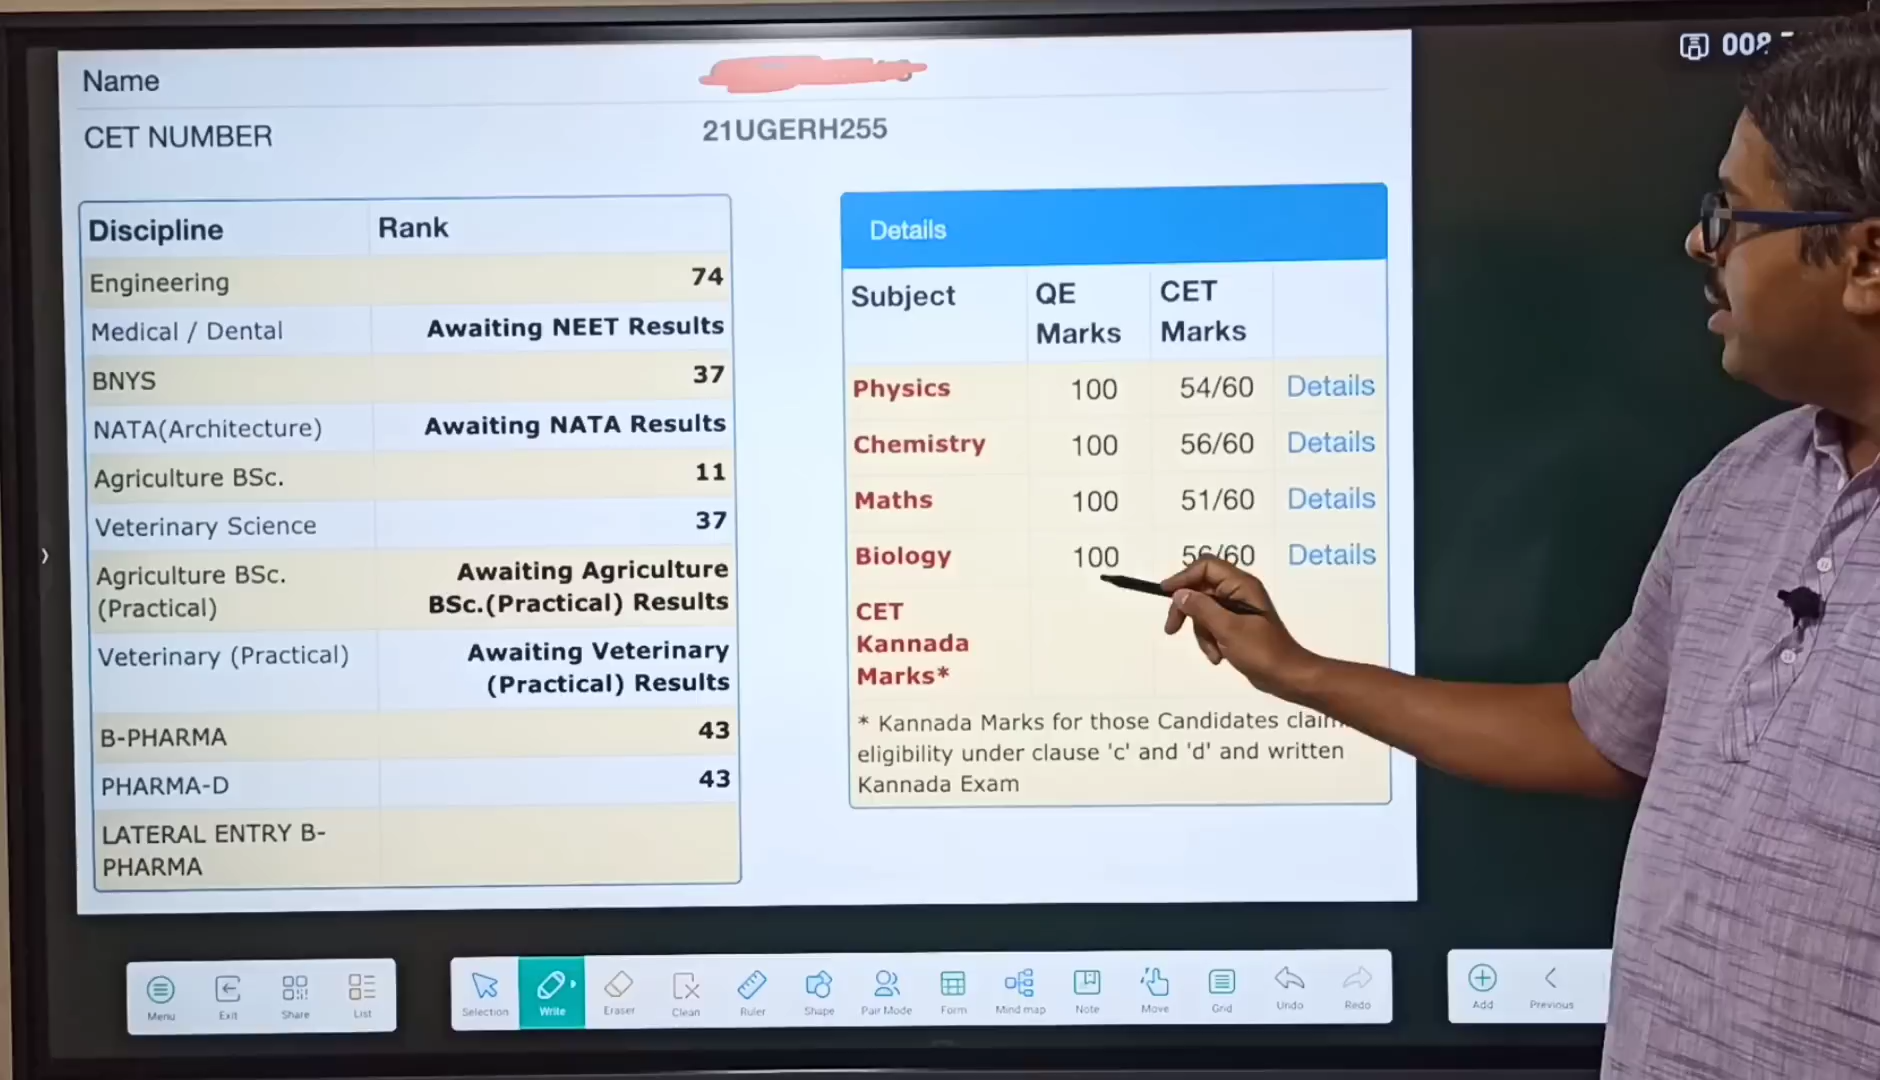 008
Name
CET NUMBER 21UGERH255
Discipline Rank
Engineering 74
Medical / Dental Awaiting NEET Results
BNYS 37
NATA(Architecture) Awaiting NATA Results
Agriculture BSc. 11
Veterinary Science 37
Agriculture BSc. Awaiting Agriculture
(Practical) BSc.(Practical) Results
Veterinary (Practical) Awaiting Veterinary
(Practical) Results
B-PHARMA 43
PHARMA-D 43
LATERAL ENTRY B-
PHARMA
Details
Subject QE CET
Marks Marks
Physics 100 54/60 Details
Chemistry 100 56/60 Details
Maths 100 51/60 Details
Biology 100 56/60 Details
CET
Kannada
Marks*
* Kannada Marks for those Candidates
eligibility under clause 'c' and 'd' and written
Kannada Exam
Menu Exit Share List Selection Write Eraser Clean Ruler Shape Pair Mode Form Mind map Note Move Grid Undo Redo Add Previous